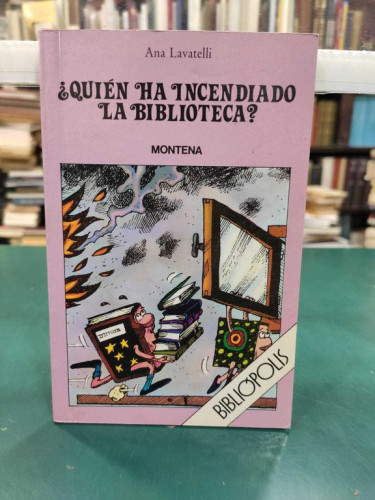 Ana Lavatelli
¿QUIÉN HA INCENDIADO
LA BIBLIOTECA?
MONTENA
BIBLIÓPOLIS